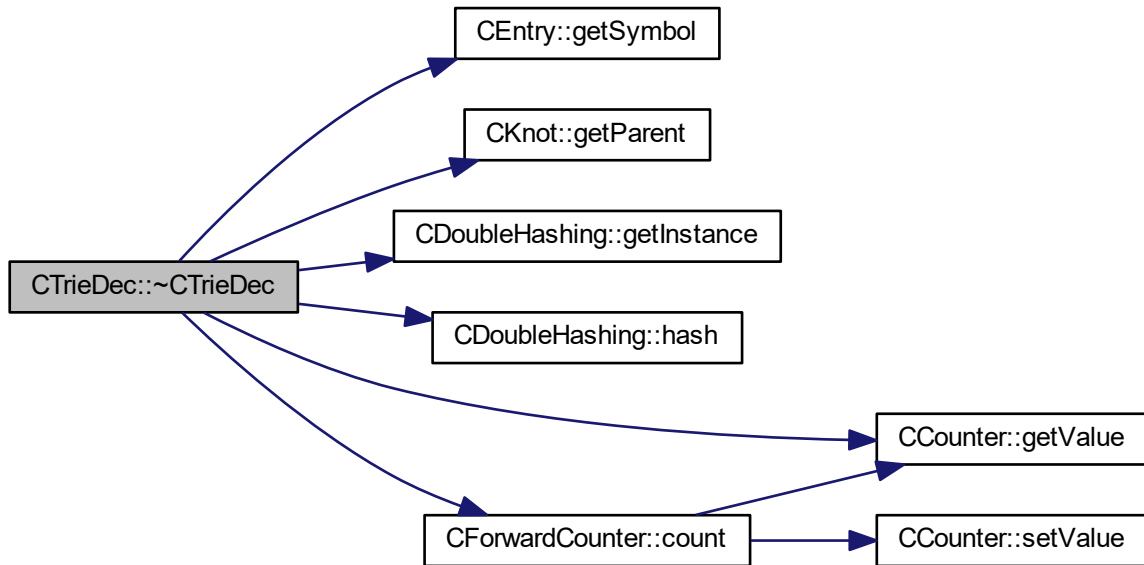 CEntry::getSymbol
CKnot::getParent
CDoubleHashing::getInstance
CTrieDec::~CTrieDec
CDoubleHashing::hash
CCounter::getValue
CForwardCounter::count
CCounter::setValue